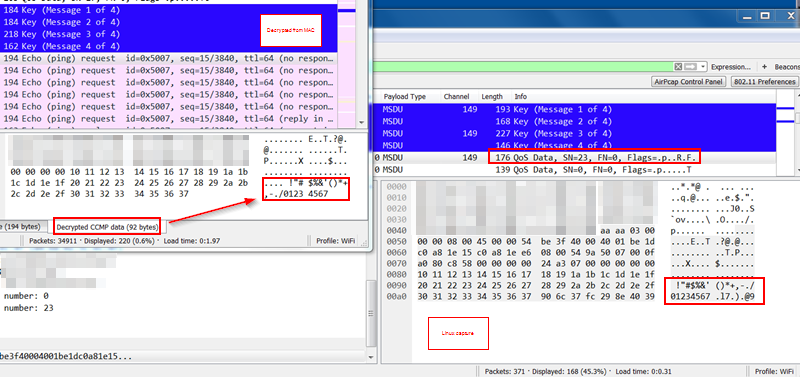 184 Key (Message 1 of 4)
184 Key (Message 2 of 4)
218 Key (Message 3 of 4)
162 Key (Message 4 of 4)
194 Echo (ping) request id=0x5007, seq=15/3840, ttl=64 (no respon…
194 Echo (ping) request id=0x5007, seq=15/3840, ttl=64 (no respon…
194 Echo (ping) request id=0x5007, seq=15/3840, ttl=64 (no respon…
194 Echo (ping) request id=0x5007, seq=15/3840, ttl=64 (no respon…
194 Echo (ping) request id=0x5007, seq=15/3840, ttl=64 (no respon…
194 Echo (ping) request id=0x5007, seq=15/3840, ttl=64 (reply in …
Decrypted from MAC
........ E..T.?@.
.@...... ......T.
P......X ....$...
00 00 00 00 10 11 12 13 14 15 16 17 18 19 1a 1b
1c 1d 1e 1f 20 21 22 23 24 25 26 27 28 29 2a 2b
2c 2d 2e 2f 30 31 32 33 34 35 36 37
.... !"# $%&'()*+
,-./0123 4567
(194 bytes)
Decrypted CCMP data (92 bytes)
Packets: 34911 · Displayed: 220 (0.6%) · Load time: 0:1.97
Profile: WiFi
number: 0
number: 23
be3f40004001be1dc0a81e15...
Expression...
+
Beacons
AirPcap Control Panel
802.11 Preferences
Payload Type Channel Length Info
MSDU 149 193 Key (Message 1 of 4)
MSDU 168 Key (Message 2 of 4)
MSDU 149 227 Key (Message 3 of 4)
MSDU 146 Key (Message 4 of 4)
0 MSDU 149 176 QoS Data, SN=23, FN=0, Flags=.p..R.F.
MSDU 139 QoS Data, SN=0, FN=0, Flags=.p.....T
0000
0010
0020
0030
0040 aa aa 03 00
0050 00 00 08 00 45 00 00 54 be 3f 40 00 40 01 be 1d
0060 c0 a8 1e 15 c0 a8 1e e6 08 00 54 9a 50 07 00 0f
0070 a0 80 c8 58 00 00 00 00 24 a3 07 00 00 00 00 00
0080 10 11 12 13 14 15 16 17 18 19 1a 1b 1c 1d 1e 1f
0090 20 21 22 23 24 25 26 27 28 29 2a 2b 2c 2d 2e 2f
00a0 30 31 32 33 34 35 36 37 90 6c 37 fc 29 8e 40 39
!"#$%&' ()*+,-./
01234567 .l7.).@9
Linux capture
Packets: 371 · Displayed: 168 (45.3%) · Load time: 0:0.31
Profile: WiFi